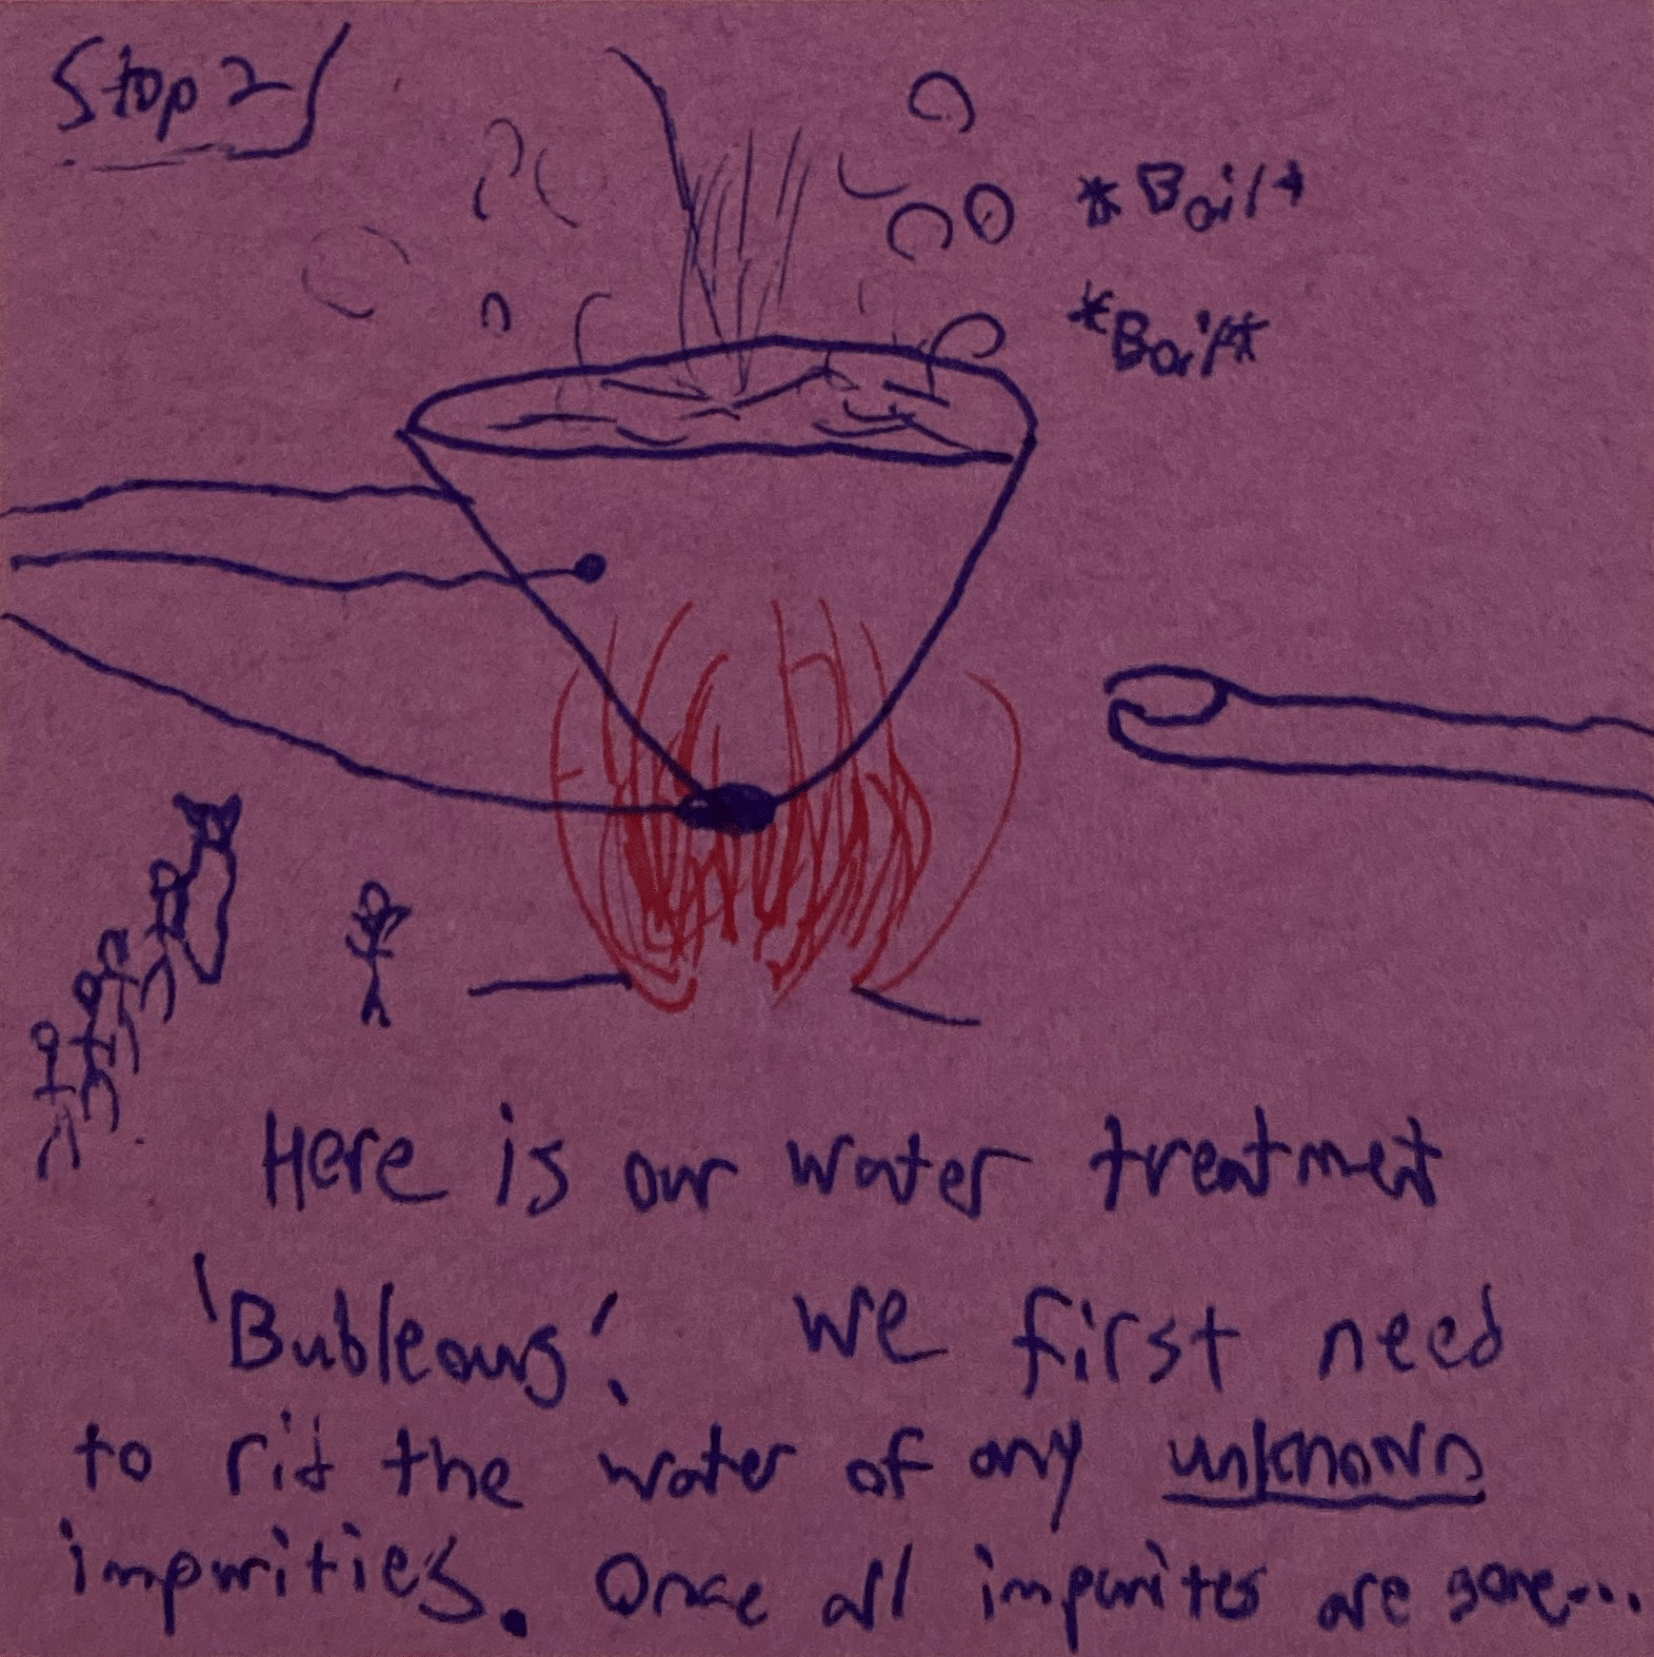 Stop 2
*Boil*
*Boil*
Here is our water treatmet
'Bubleous'. We first need
to rid the water of any unknown
impurities. Once all impurites are gone...